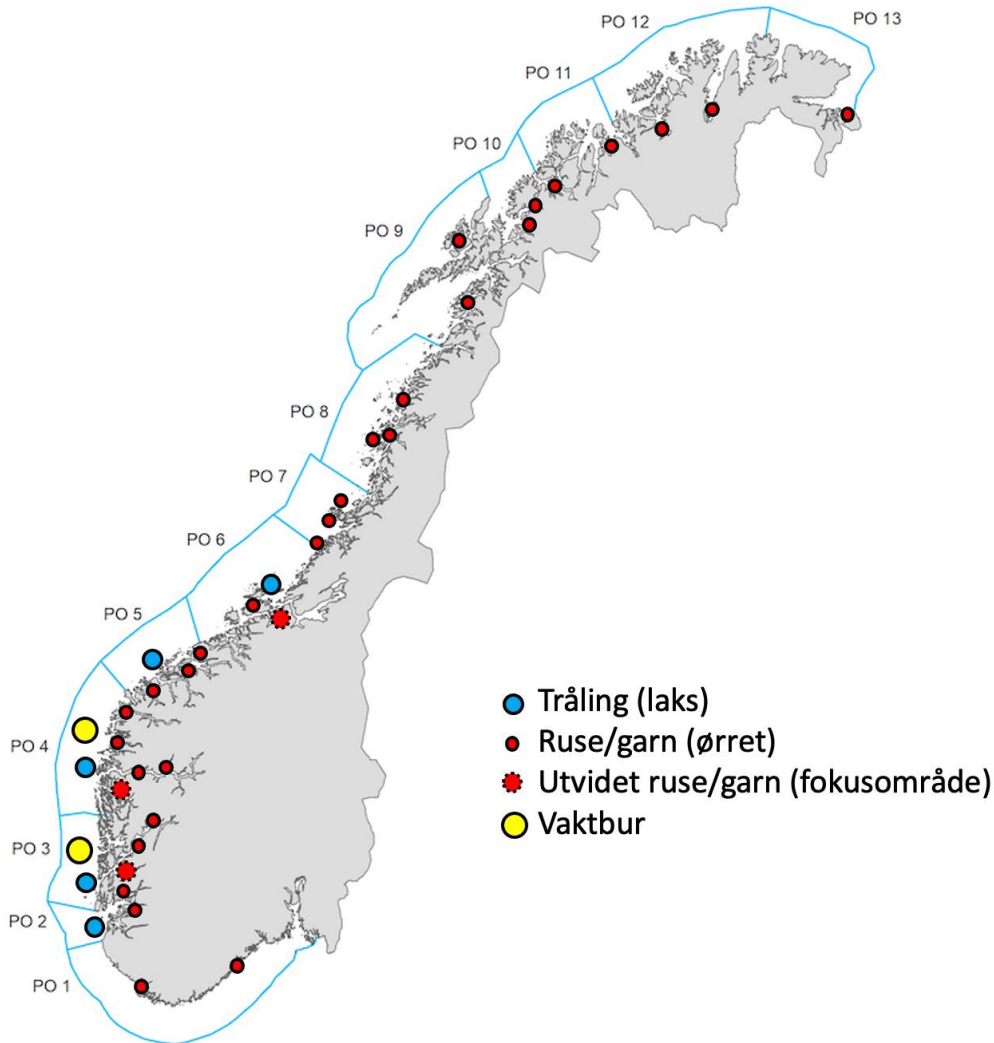 PO 13
PO 12
PO 11
PO 10
PO 9
PO 8
PO 7
PO 6
PO 5
PO 4
PO 3
PO 2
PO 1
Tråling (laks)
Ruse/garn (ørret)
Utvidet ruse/garn (fokusområde)
Vaktbur